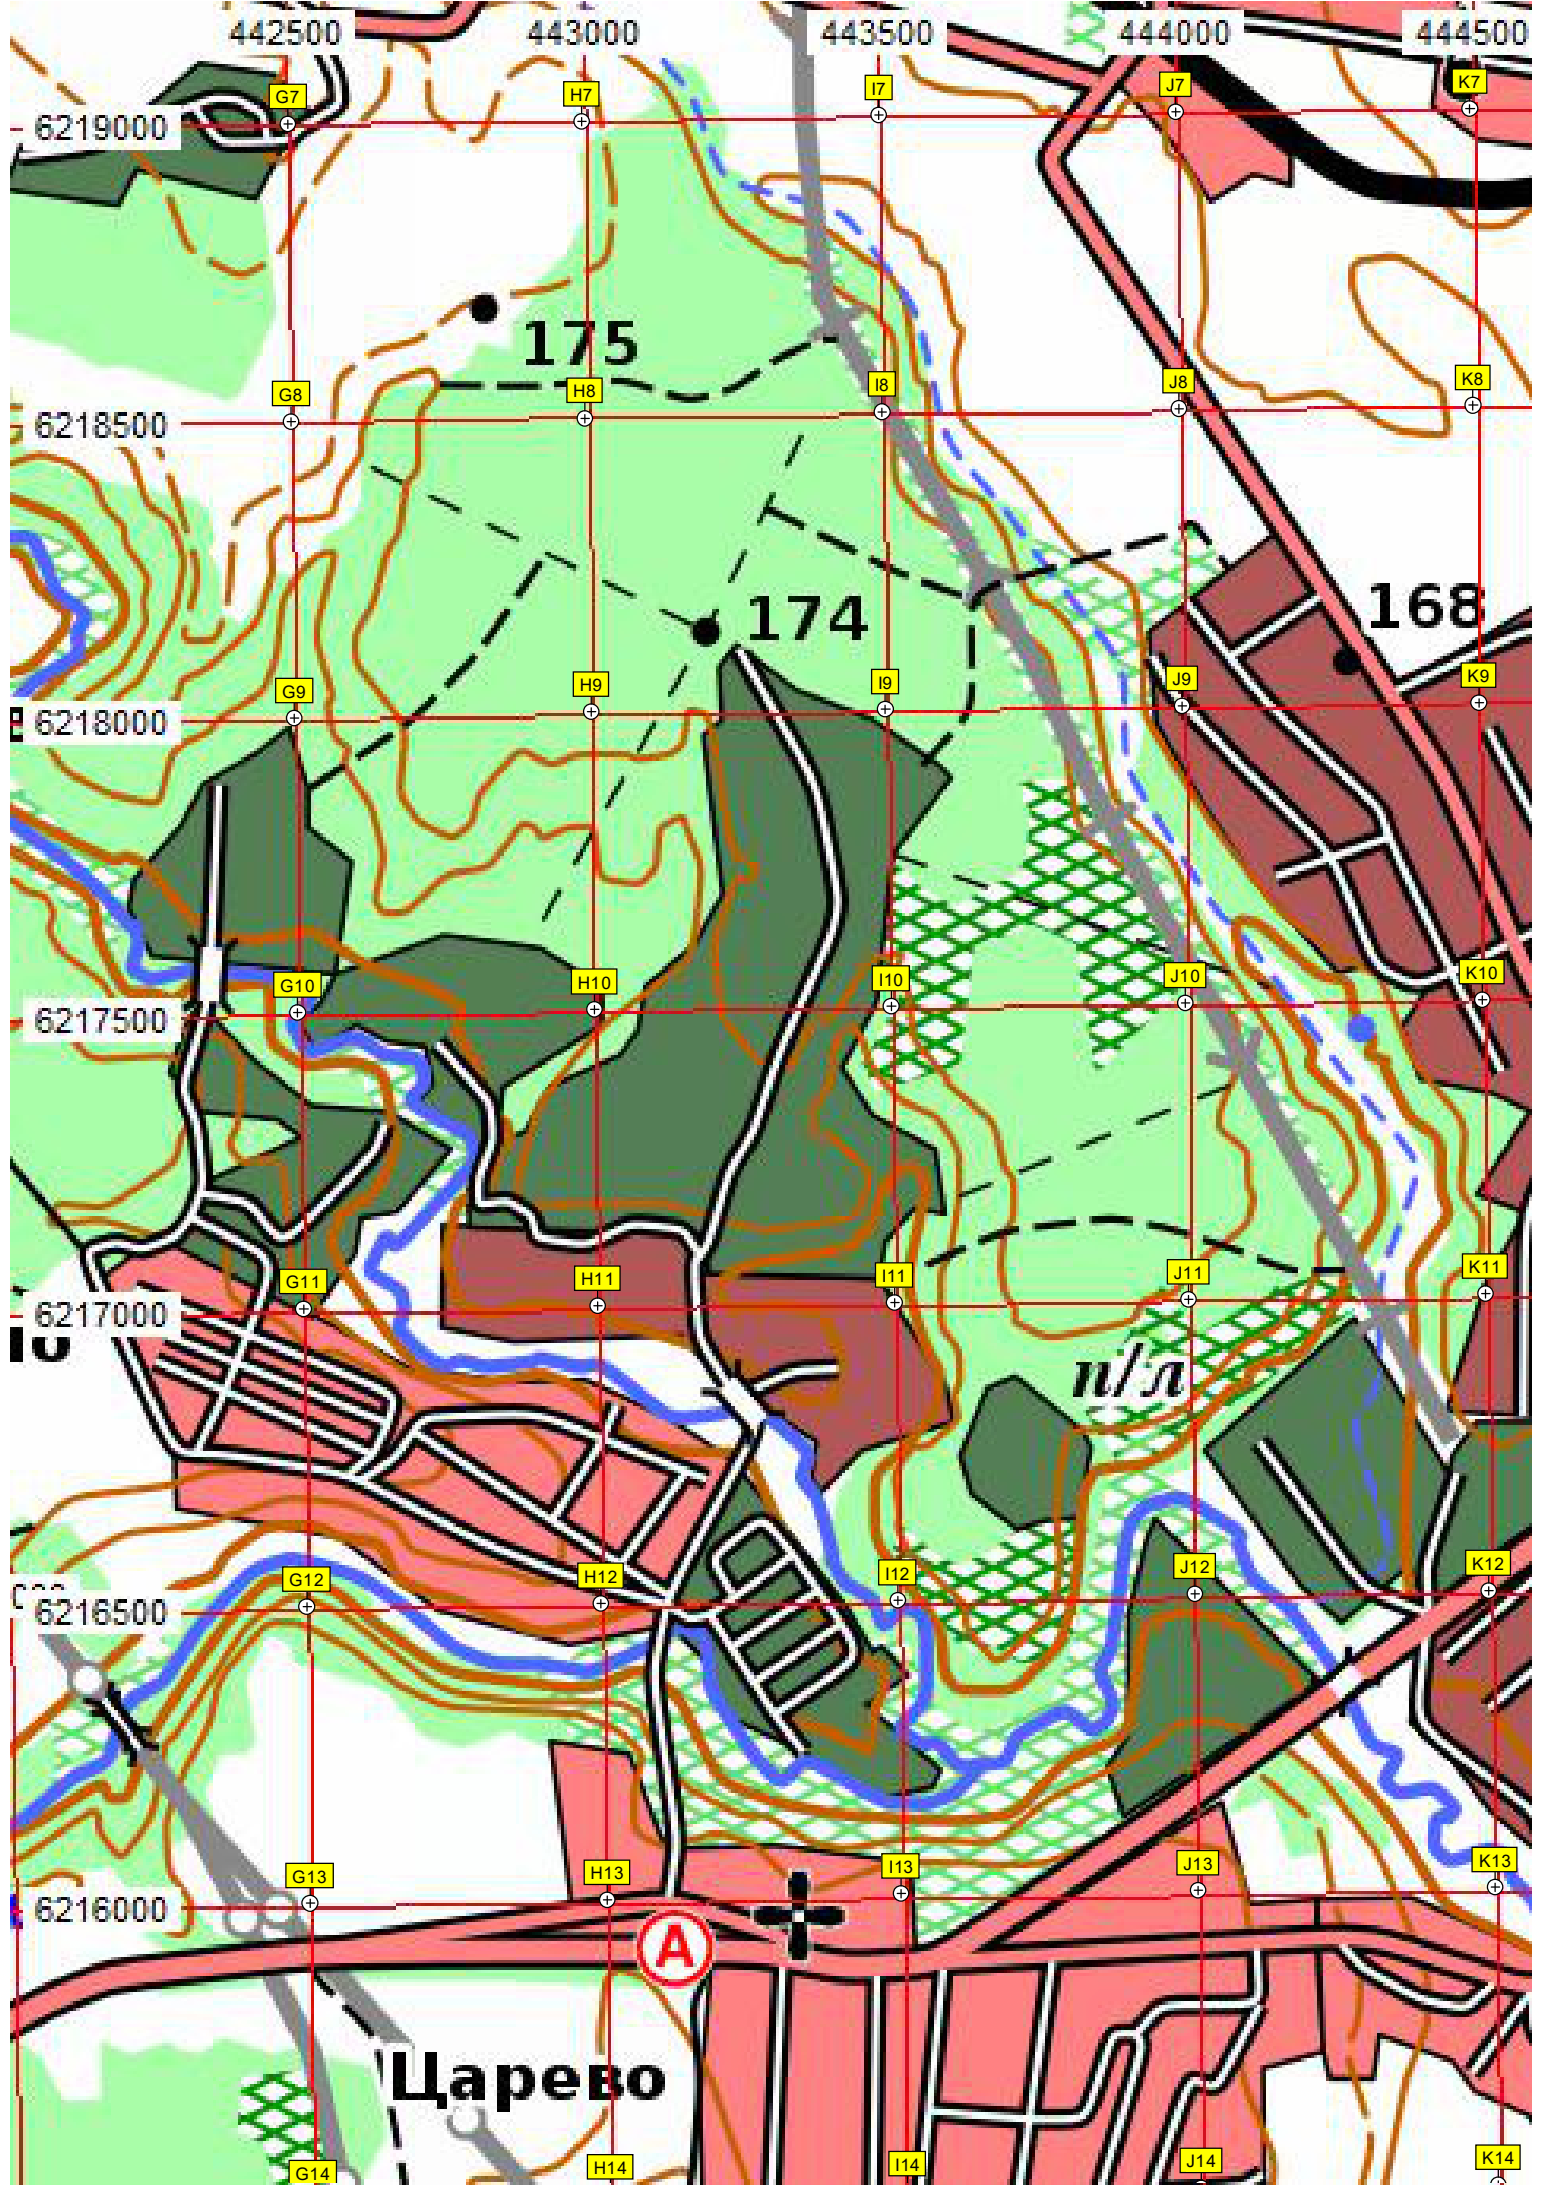 442500 443000 443500 444000 444500
G7 H7 I7 J7 K7
6219000
175
G8 H8 I8 J8 K8
6218500
174 168
G9 H9 I9 J9 K9
6218000
G10 H10 I10 J10 K10
6217500
G11 H11 I11 J11 K11
6217000
п/л
G12 H12 I12 J12 K12
6216500
G13 H13 I13 J13 K13
6216000
А
Царево
G14 H14 I14 J14 K14